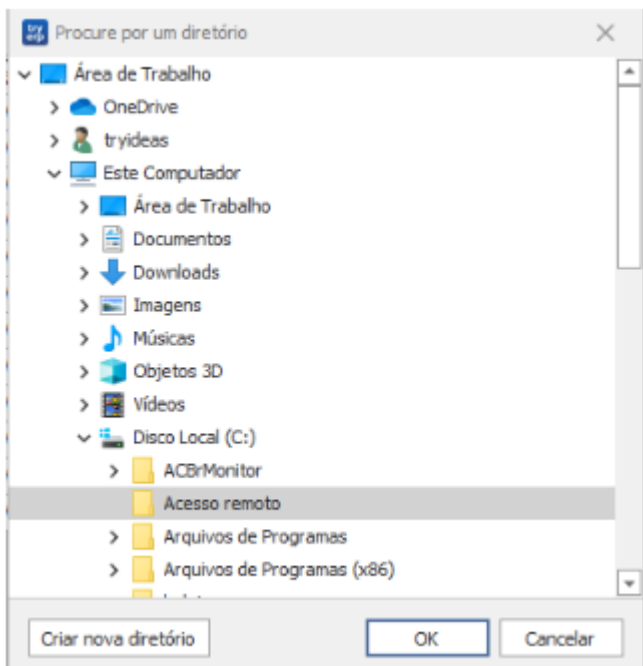 try erp Procure por um diretório
Área de Trabalho
OneDrive
tryideas
Este Computador
Área de Trabalho
Documentos
Downloads
Imagens
Músicas
Objetos 3D
Vídeos
Disco Local (C:)
ACBrMonitor
Acesso remoto
Arquivos de Programas
Arquivos de Programas (x86)
Criar nova diretório OK Cancelar